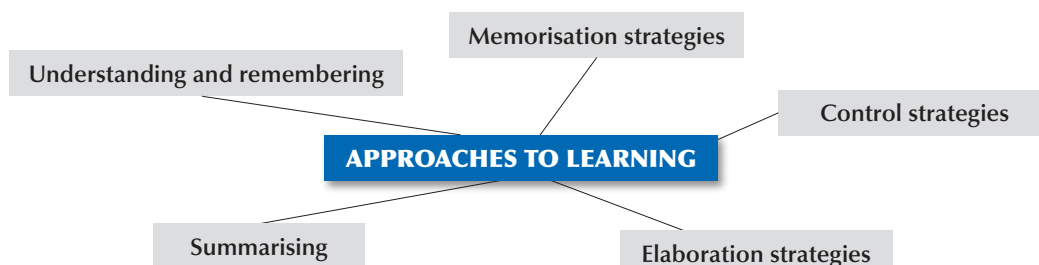 Memorisation strategies
Understanding and remembering
Control strategies
APPROACHES TO LEARNING
Summarising
Elaboration strategies